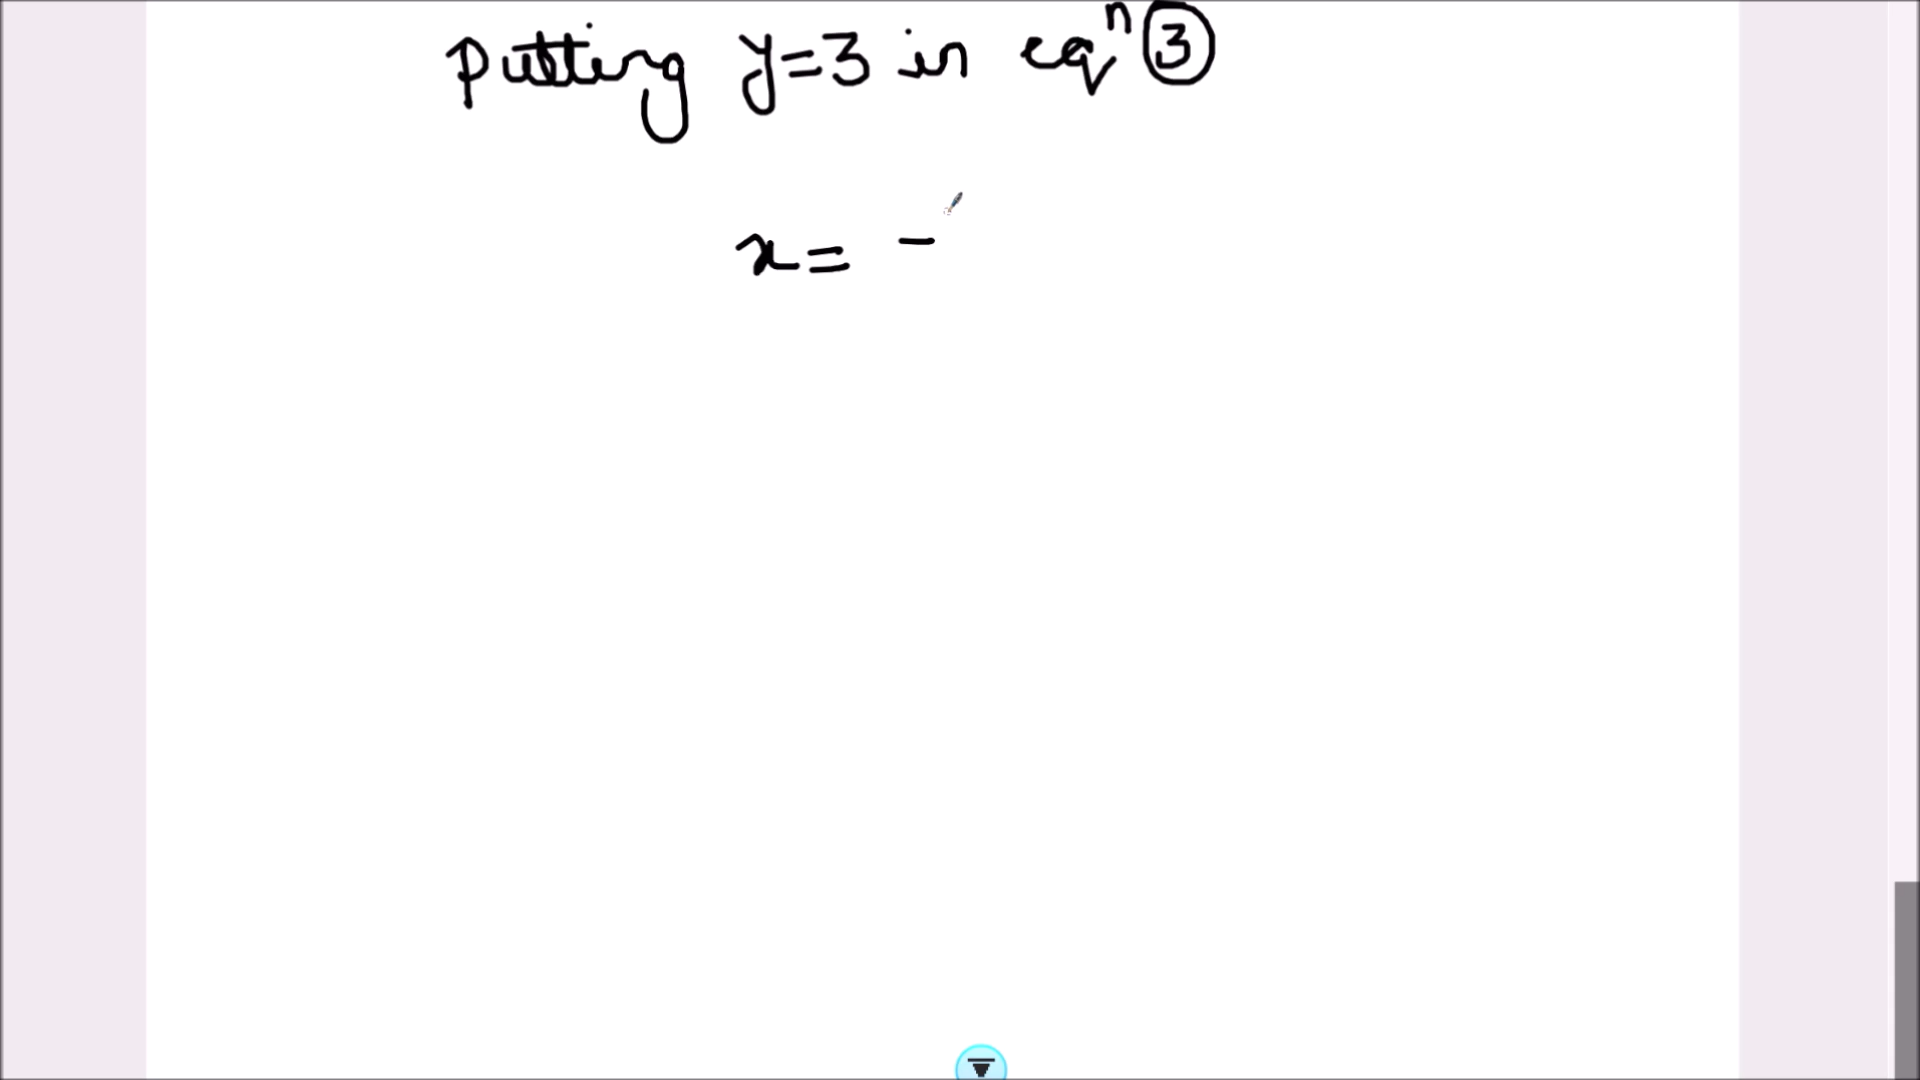 putting y=3 in eqⁿ ③
x= -